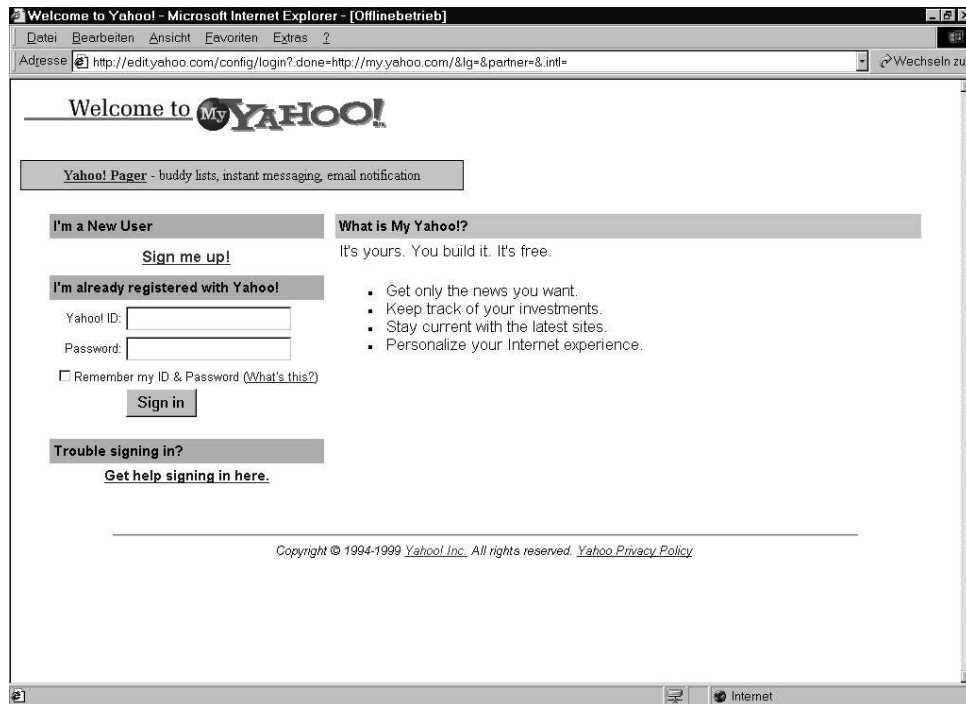 Welcome to Yahoo! - Microsoft Internet Explorer - [Offlinebetrieb]
Datei Bearbeiten Ansicht Favoriten Extras ?
Adresse http://edit.yahoo.com/config/login?.done=http://my.yahoo.com/&lg=&partner=&.intl= Wechseln zu
Welcome to My YAHOO!
Yahoo! Pager - buddy lists, instant messaging, email notification
I'm a New User
Sign me up!
I'm already registered with Yahoo!
Yahoo! ID:
Password:
Remember my ID & Password (What's this?)
Sign in
Trouble signing in?
Get help signing in here.
What is My Yahoo!?
It's yours. You build it. It's free.
Get only the news you want.
Keep track of your investments.
Stay current with the latest sites.
Personalize your Internet experience.
Copyright © 1994-1999 Yahoo! Inc. All rights reserved. Yahoo Privacy Policy
Internet